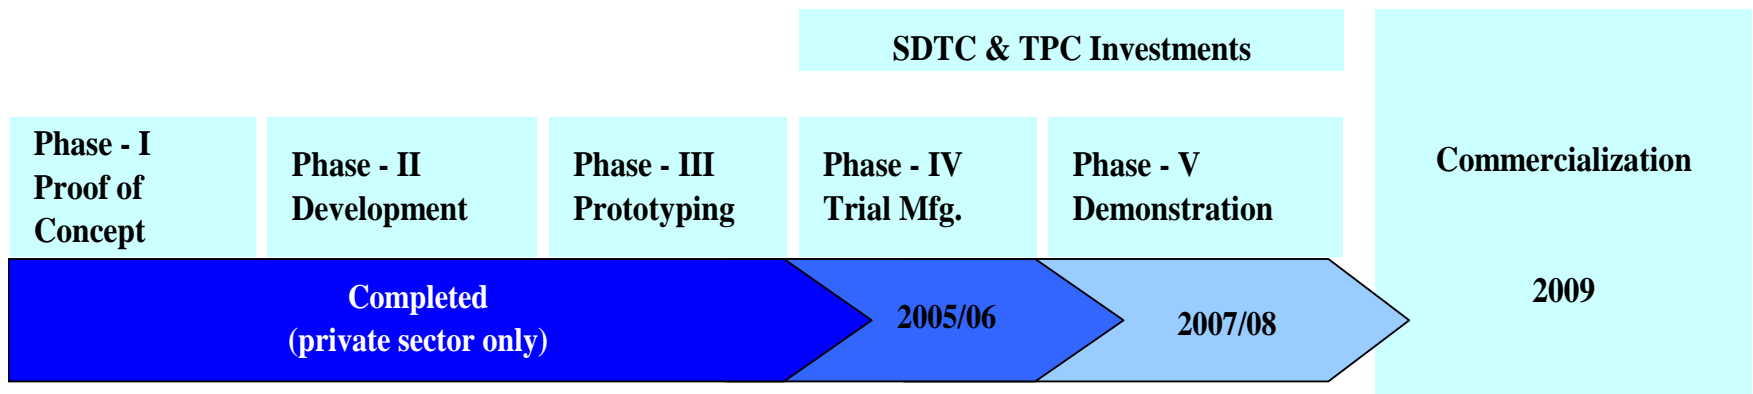 SDTC & TPC Investments
Phase - I
Proof of
Concept
Phase - II
Development
Phase - III
Prototyping
Phase - IV
Trial Mfg.
Phase - V
Demonstration
Commercialization
2009
Completed
(private sector only)
2005/06
2007/08